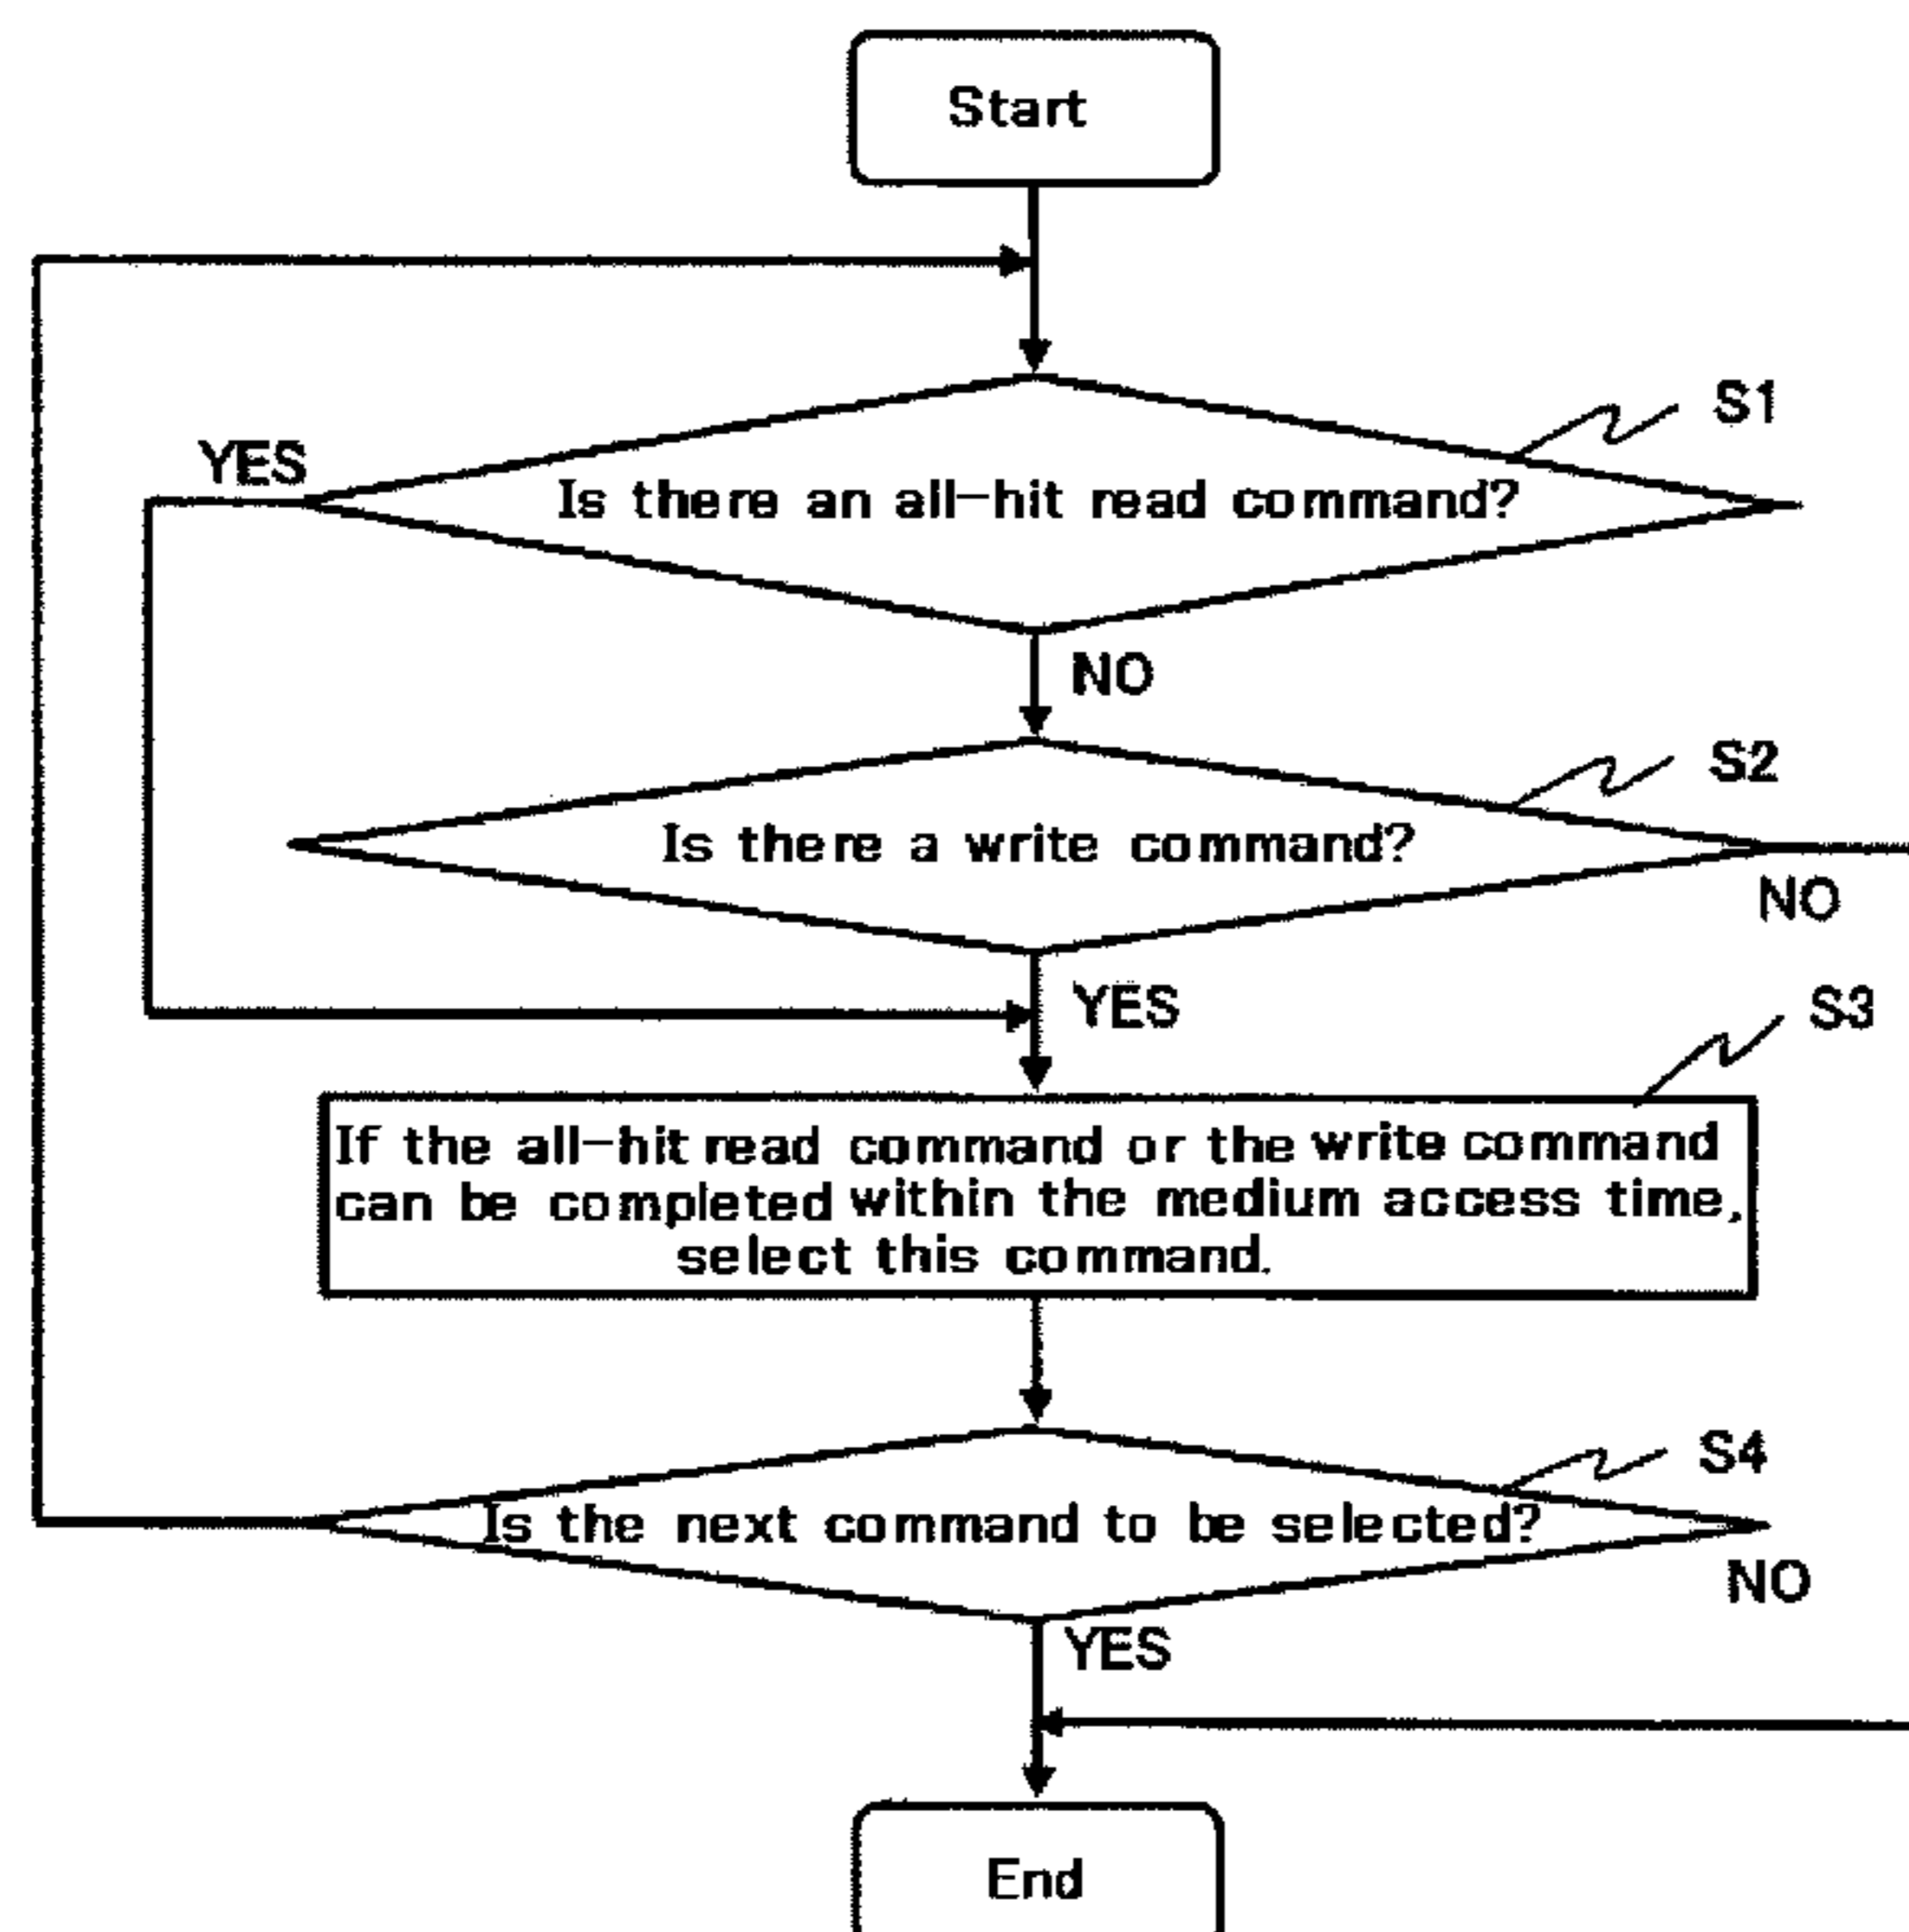 Start
S1
YES
Is there an all-hit read command?
NO
S2
Is there a write command?
NO
YES
S3
If the all-hit read command or the write command
can be completed within the medium access time,
select this command.
S4
Is the next command to be selected?
NO
YES
End